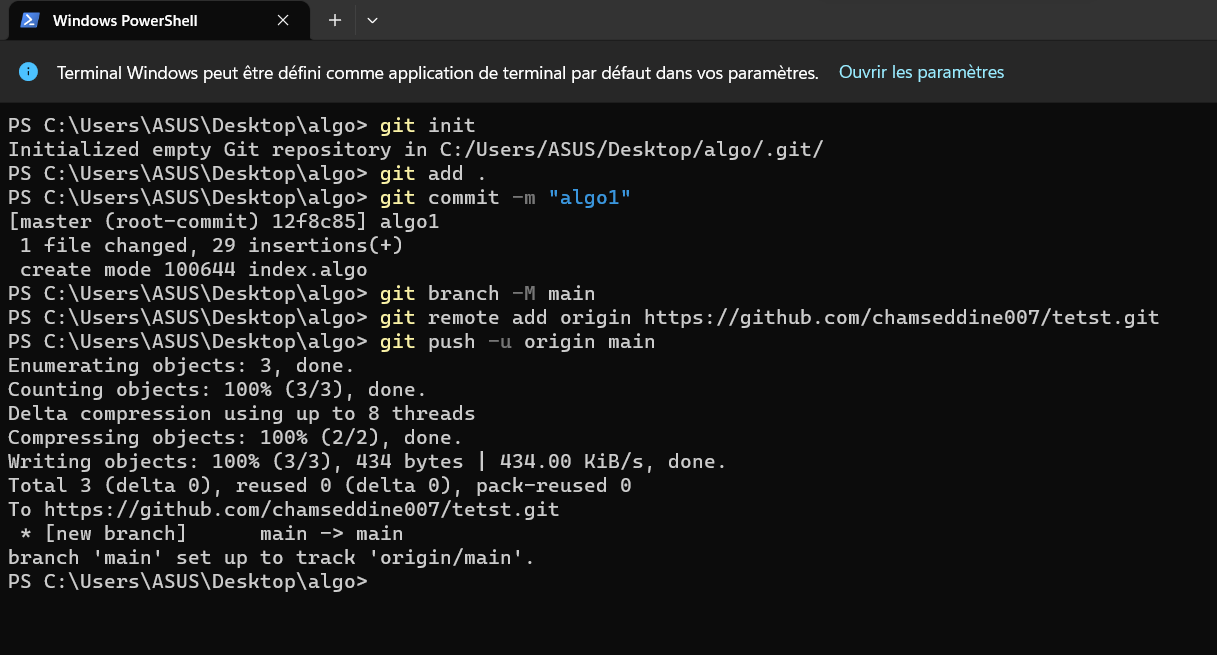 Windows PowerShell
Terminal Windows peut être défini comme application de terminal par défaut dans vos paramètres. Ouvrir les paramètres
PS C:\Users\ASUS\Desktop\algo> git init
Initialized empty Git repository in C:/Users/ASUS/Desktop/algo/.git/
PS C:\Users\ASUS\Desktop\algo> git add .
PS C:\Users\ASUS\Desktop\algo> git commit -m "algo1"
[master (root-commit) 12f8c85] algo1
 1 file changed, 29 insertions(+)
 create mode 100644 index.algo
PS C:\Users\ASUS\Desktop\algo> git branch -M main
PS C:\Users\ASUS\Desktop\algo> git remote add origin https://github.com/chamseddine007/tetst.git
PS C:\Users\ASUS\Desktop\algo> git push -u origin main
Enumerating objects: 3, done.
Counting objects: 100% (3/3), done.
Delta compression using up to 8 threads
Compressing objects: 100% (2/2), done.
Writing objects: 100% (3/3), 434 bytes | 434.00 KiB/s, done.
Total 3 (delta 0), reused 0 (delta 0), pack-reused 0
To https://github.com/chamseddine007/tetst.git
 * [new branch]      main -> main
branch 'main' set up to track 'origin/main'.
PS C:\Users\ASUS\Desktop\algo>